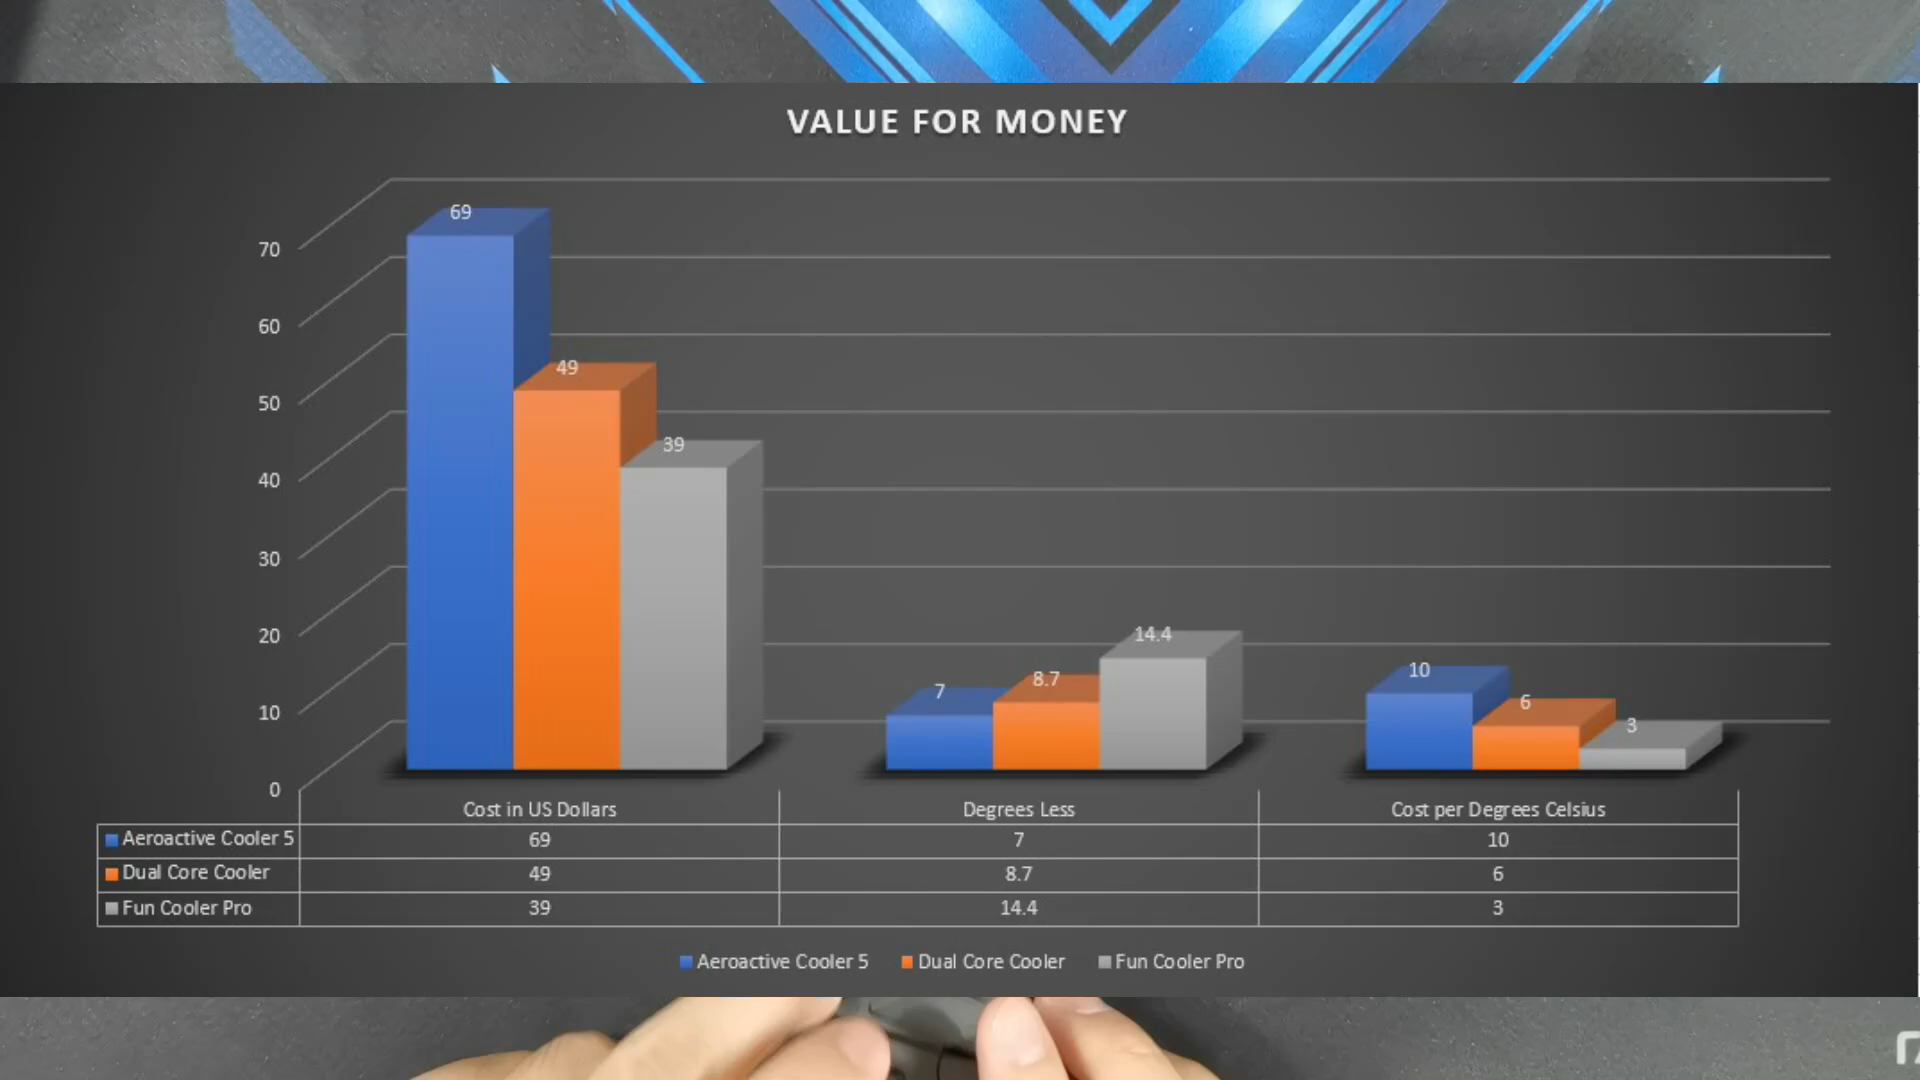 VALUE FOR MONEY
70
60
50
40
30
20
10
0
69
49
39
7
8.7
14.4
10
6
3
Cost in US Dollars Degrees Less Cost per Degrees Celsius
Aeroactive Cooler 5 69 7 10
Dual Core Cooler 49 8.7 6
Fun Cooler Pro 39 14.4 3
Aeroactive Cooler 5 Dual Core Cooler Fun Cooler Pro